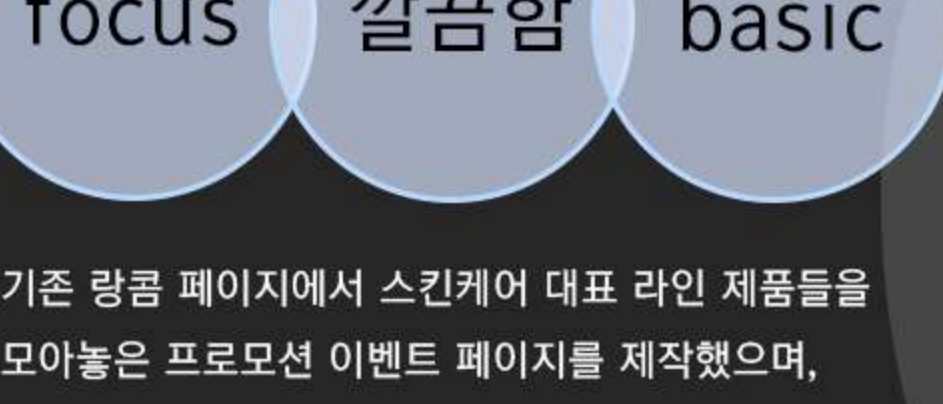 focus 깔끔함 basic
기존 랑콤 페이지에서 스킨케어 대표 라인 제품들을
모아놓은 프로모션 이벤트 페이지를 제작했으며,